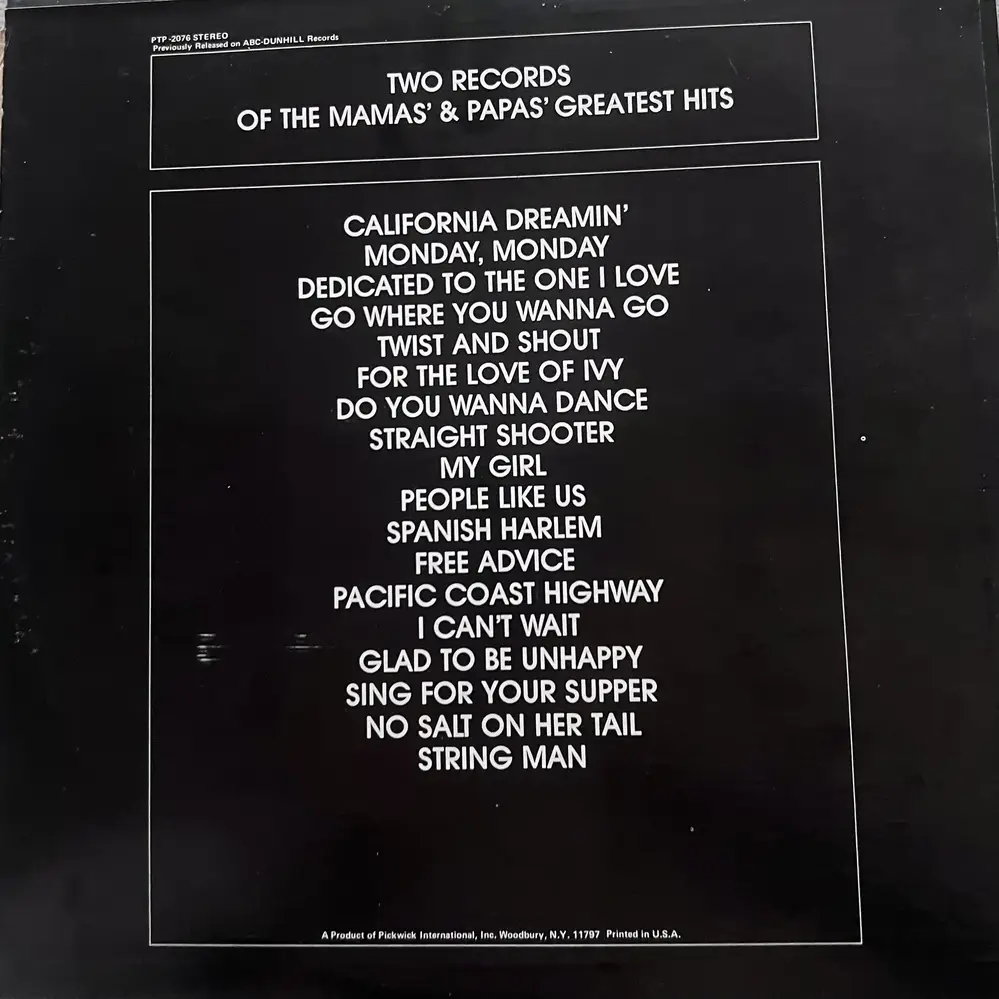 PTP-2076 STEREO
Previously Released on ABC-DUNHILL Records
TWO RECORDS
OF THE MAMAS' & PAPAS' GREATEST HITS
CALIFORNIA DREAMIN'
MONDAY, MONDAY
DEDICATED TO THE ONE I LOVE
GO WHERE YOU WANNA GO
TWIST AND SHOUT
FOR THE LOVE OF IVY
DO YOU WANNA DANCE
STRAIGHT SHOOTER
MY GIRL
PEOPLE LIKE US
SPANISH HARLEM
FREE ADVICE
PACIFIC COAST HIGHWAY
I CAN'T WAIT
GLAD TO BE UNHAPPY
SING FOR YOUR SUPPER
NO SALT ON HER TAIL
STRING MAN
A Product of Pickwick International, Inc. Woodbury, N.Y. 11797 Printed in U.S.A.